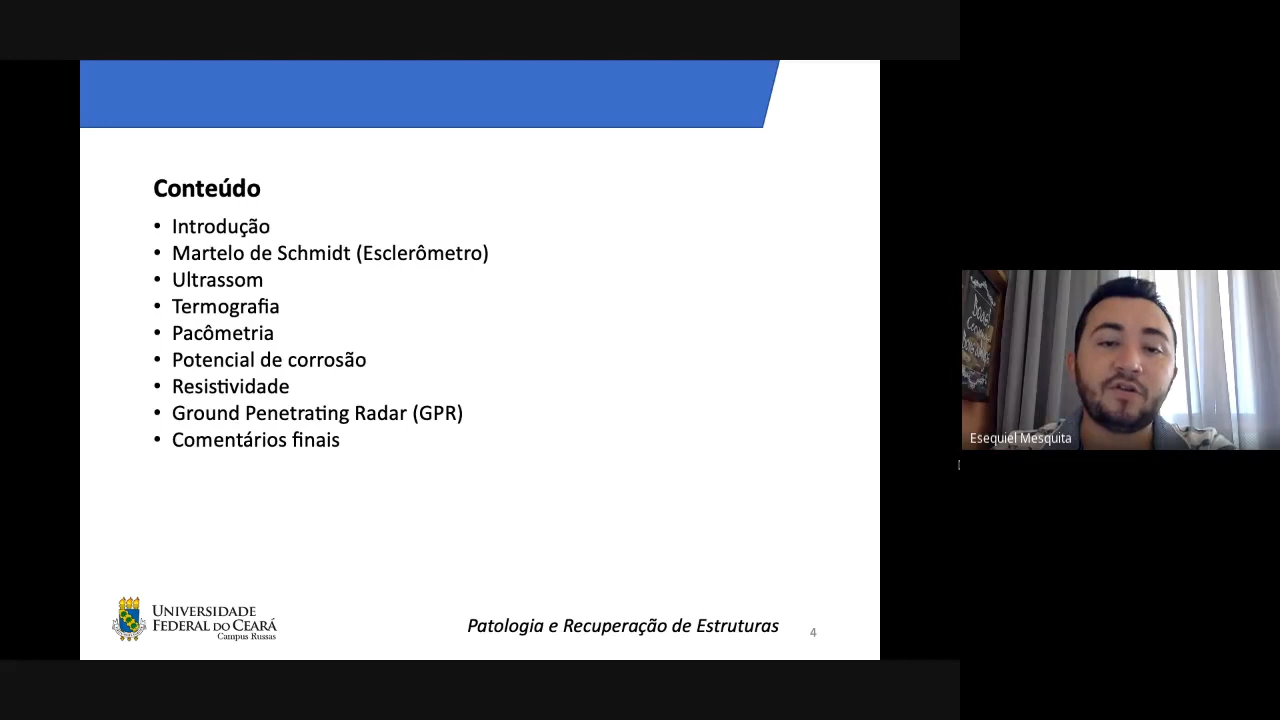 Conteúdo
• Introdução
• Martelo de Schmidt (Esclerômetro)
• Ultrassom
• Termografia
• Pacômetria
• Potencial de corrosão
• Resistividade
• Ground Penetrating Radar (GPR)
• Comentários finais
UNIVERSIDADE
FEDERAL DO CEARÁ
Campus Russas
Patologia e Recuperação de Estruturas
4
Esequiel Mesquita